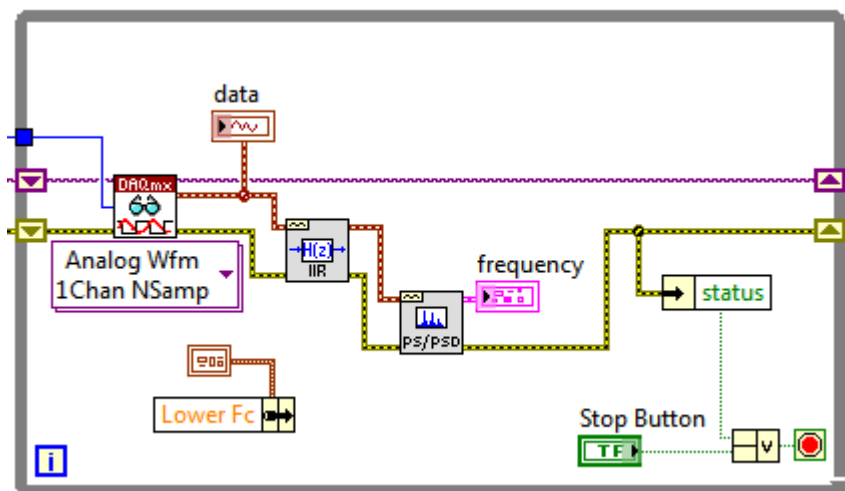 data
DAQmx
Analog Wfm
1Chan NSamp
H(z)
IIR
frequency
PS/PSD
status
Lower Fc
Stop Button
TF
v
i